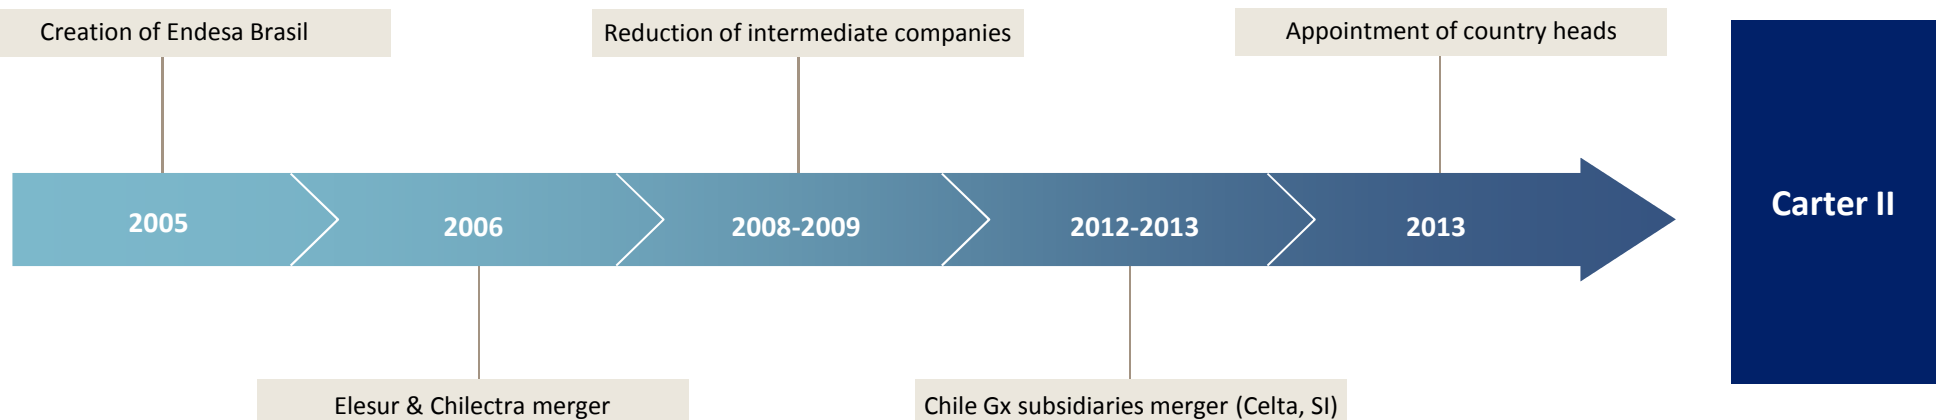 Creation of Endesa Brasil
Reduction of intermediate companies
Appointment of country heads
2005
2006
2008-2009
2012-2013
2013
Carter II
Elesur & Chilectra merger
Chile Gx subsidiaries merger (Celta, SI)